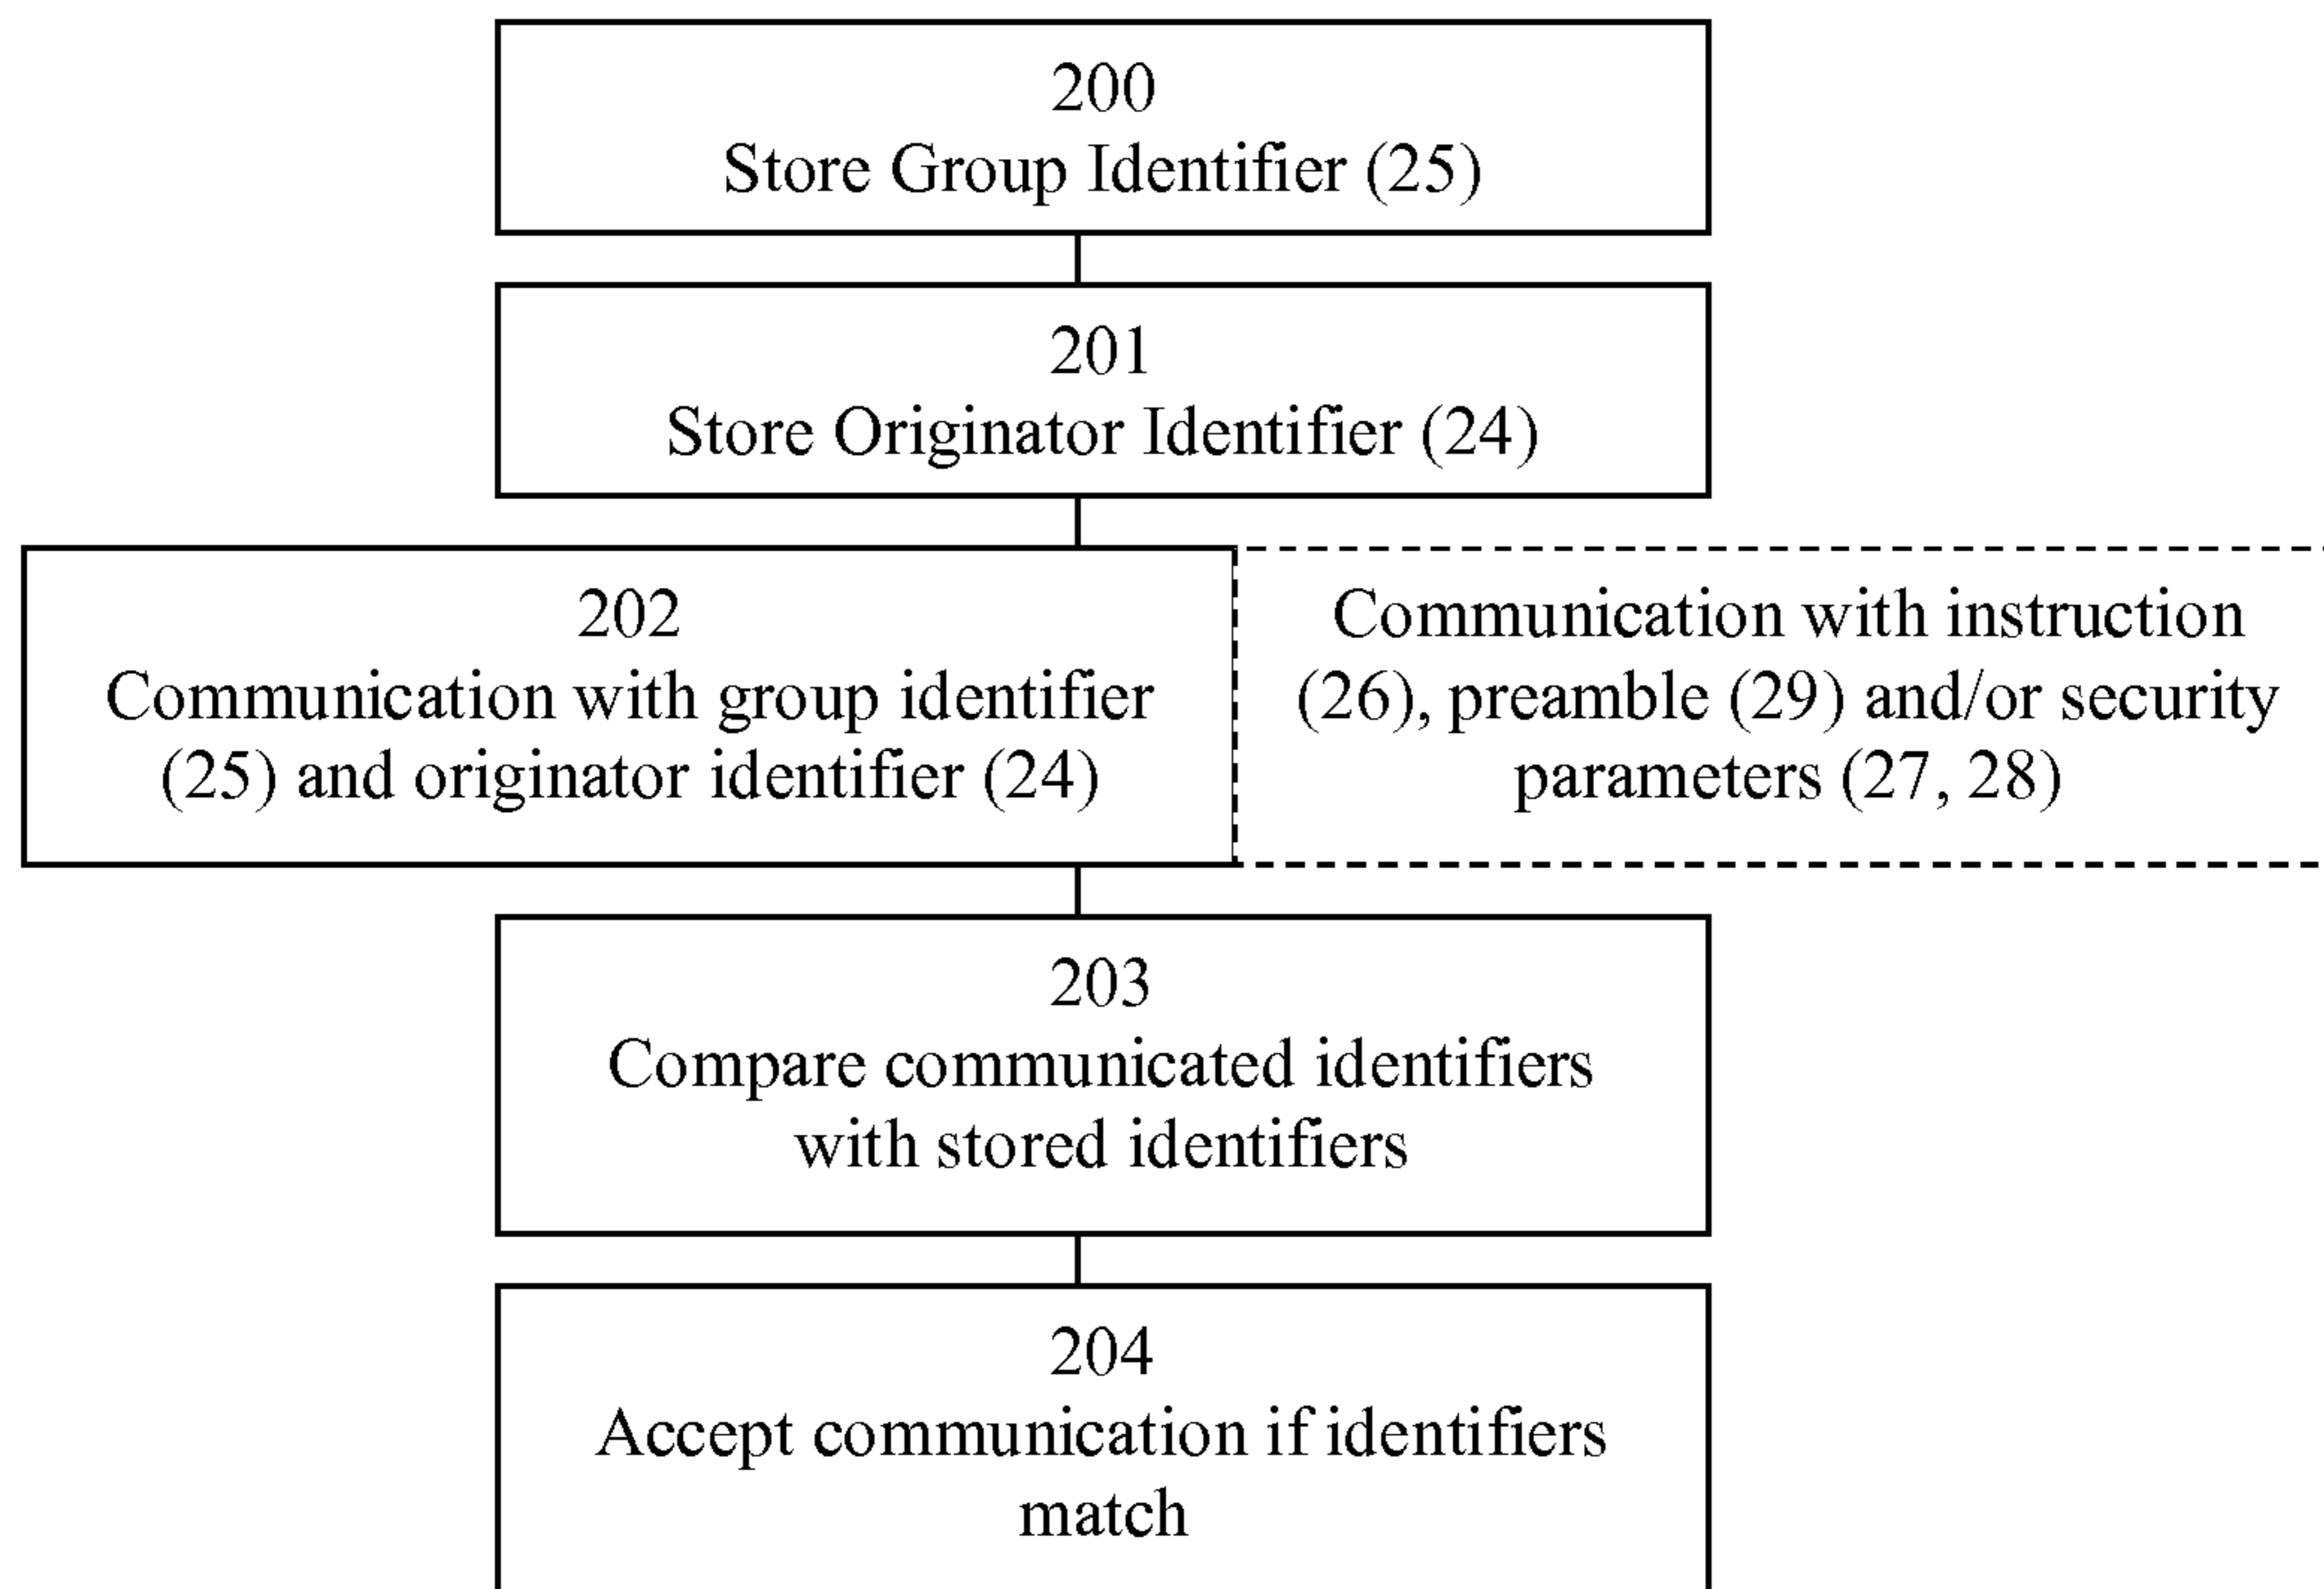 200
Store Group Identifier (25)
201
Store Originator Identifier (24)
202
Communication with group identifier
(25) and originator identifier (24)
Communication with instruction
(26), preamble (29) and/or security
parameters (27, 28)
203
Compare communicated identifiers
with stored identifiers
204
Accept communication if identifiers
match